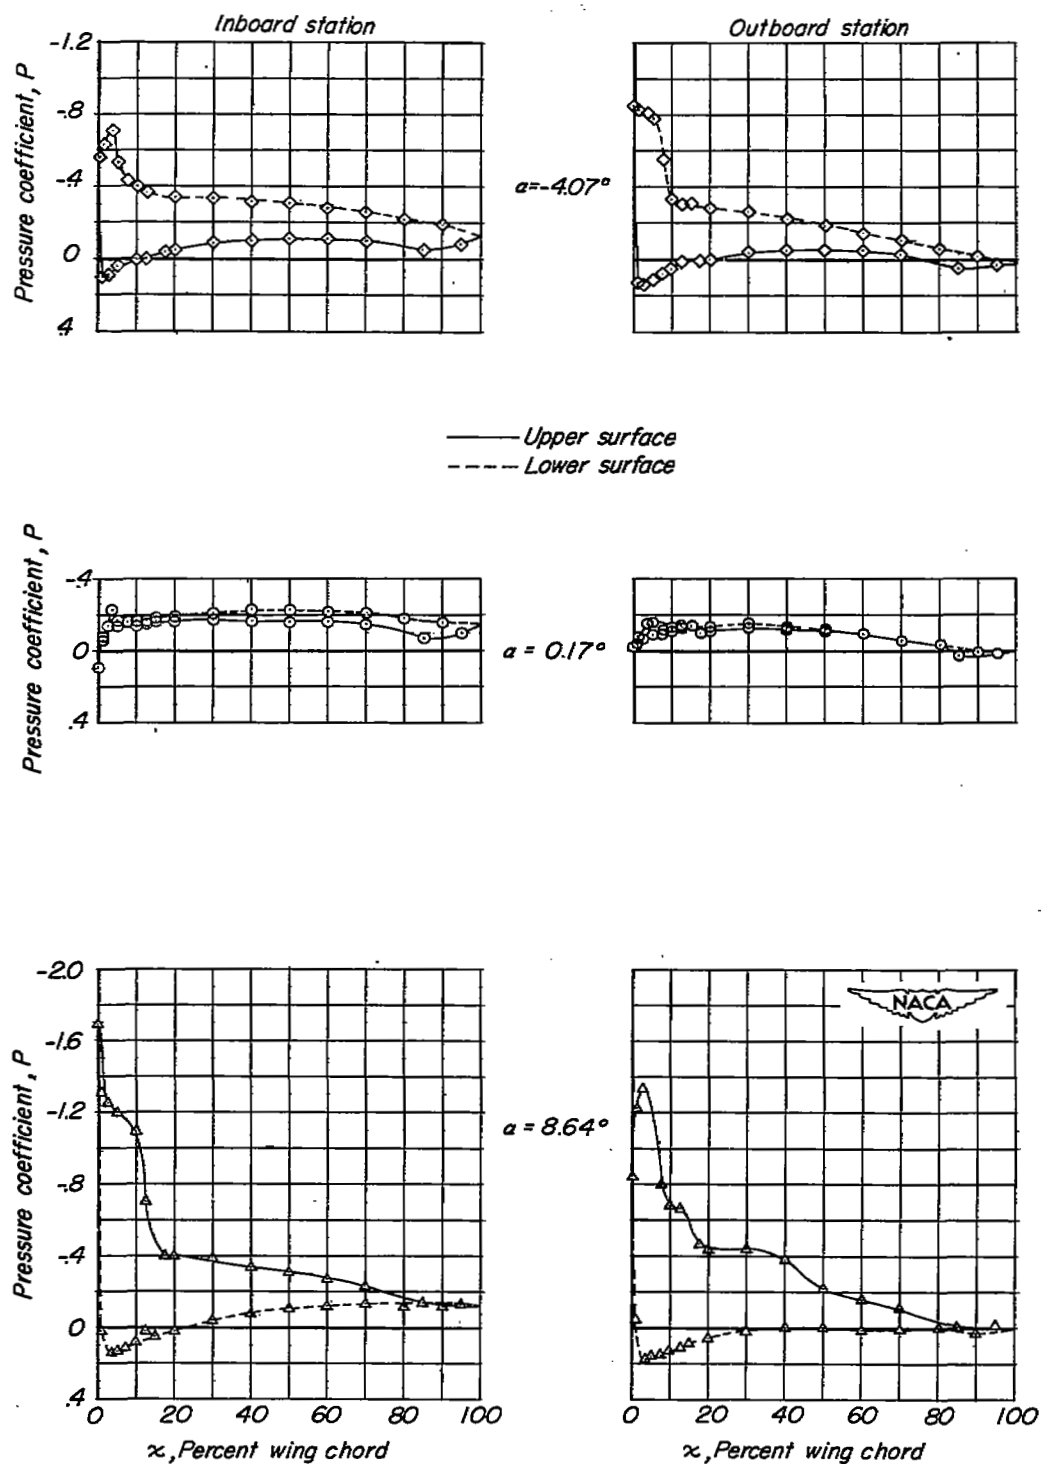 Inboard station
Outboard station
Pressure coefficient, P
-1.2
-.8
-.4
0
.4
α=-4.07°
Upper surface
Lower surface
Pressure coefficient, P
-.4
0
.4
α = 0.17°
Pressure coefficient, P
-2.0
-1.6
-1.2
-.8
-.4
0
.4
α = 8.64°
NACA
0 20 40 60 80 100
0 20 40 60 80 100
x, Percent wing chord
x, Percent wing chord